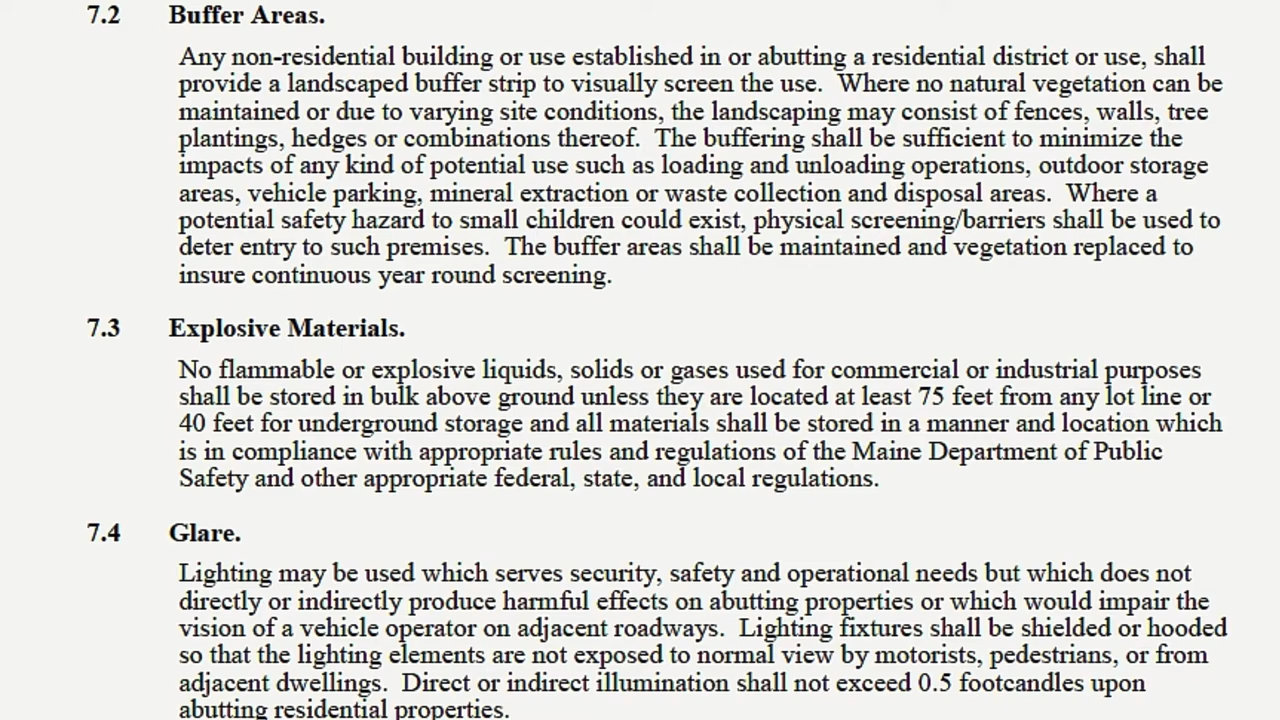 7.2 Buffer Areas.
Any non-residential building or use established in or abutting a residential district or use, shall
provide a landscaped buffer strip to visually screen the use.  Where no natural vegetation can be
maintained or due to varying site conditions, the landscaping may consist of fences, walls, tree
plantings, hedges or combinations thereof.  The buffering shall be sufficient to minimize the
impacts of any kind of potential use such as loading and unloading operations, outdoor storage
areas, vehicle parking, mineral extraction or waste collection and disposal areas.  Where a
potential safety hazard to small children could exist, physical screening/barriers shall be used to
deter entry to such premises.  The buffer areas shall be maintained and vegetation replaced to
insure continuous year round screening.
7.3 Explosive Materials.
No flammable or explosive liquids, solids or gases used for commercial or industrial purposes
shall be stored in bulk above ground unless they are located at least 75 feet from any lot line or
40 feet for underground storage and all materials shall be stored in a manner and location which
is in compliance with appropriate rules and regulations of the Maine Department of Public
Safety and other appropriate federal, state, and local regulations.
7.4 Glare.
Lighting may be used which serves security, safety and operational needs but which does not
directly or indirectly produce harmful effects on abutting properties or which would impair the
vision of a vehicle operator on adjacent roadways.  Lighting fixtures shall be shielded or hooded
so that the lighting elements are not exposed to normal view by motorists, pedestrians, or from
adjacent dwellings.  Direct or indirect illumination shall not exceed 0.5 footcandles upon
abutting residential properties.